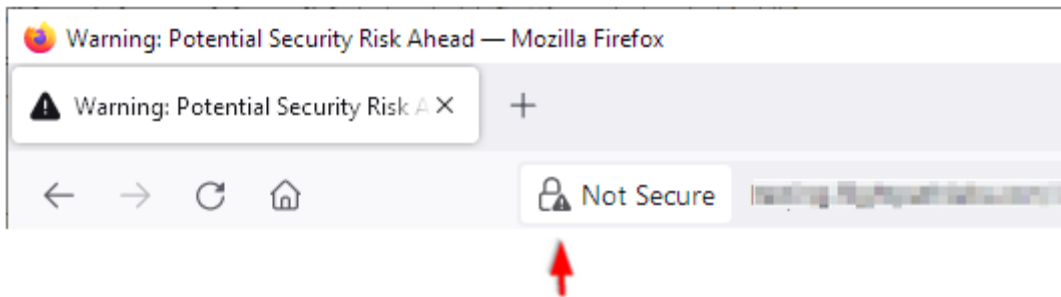 Warning: Potential Security Risk Ahead — Mozilla Firefox
Warning: Potential Security Risk A
Not Secure